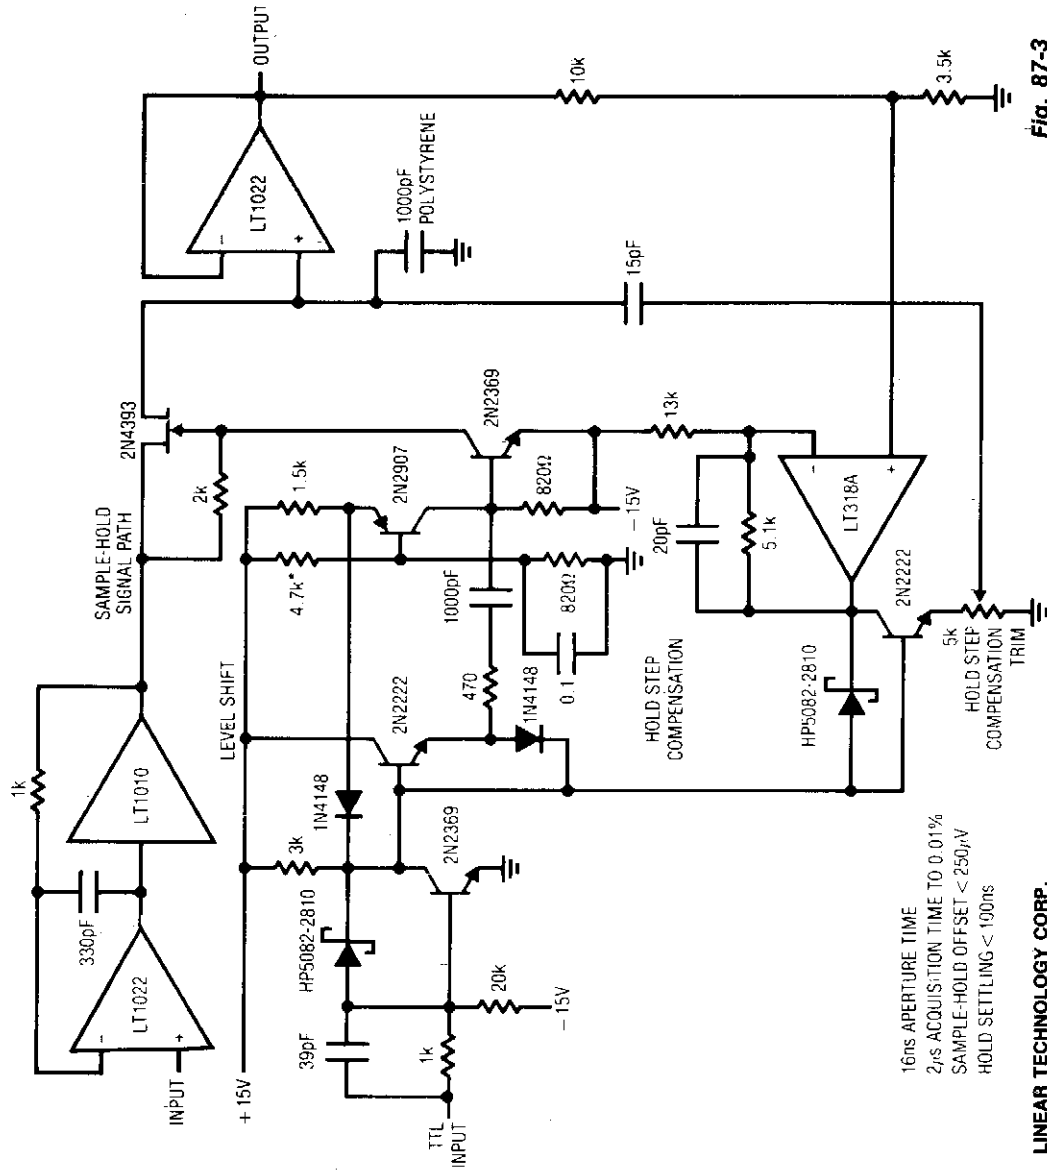 1k
330pF
LT1022
LT1010
INPUT
SAMPLE-HOLD
SIGNAL PATH
2N4393
2k
LT1022
OUTPUT
1000pF
POLYSTYRENE
+15V
LEVEL SHIFT
3k
1N4148
2N2222
4.7k*
1.5k
2N2907
2N2369
15pF
10k
3.5k
HP5082-2810
39pF
TTL
INPUT
1k
20k
-15V
2N2369
470
1N4148
1000pF
0.1
820Ω
820Ω
-15V
13k
20pF
5.1k
LT318A
HOLD STEP
COMPENSATION
HP5082-2810
2N2222
5k
HOLD STEP
COMPENSATION
TRIM
16ns APERTURE TIME
2µs ACQUISITION TIME TO 0.01%
SAMPLE-HOLD OFFSET < 250µV
HOLD SETTLING < 100ns
LINEAR TECHNOLOGY CORP.
Fig. 87-3